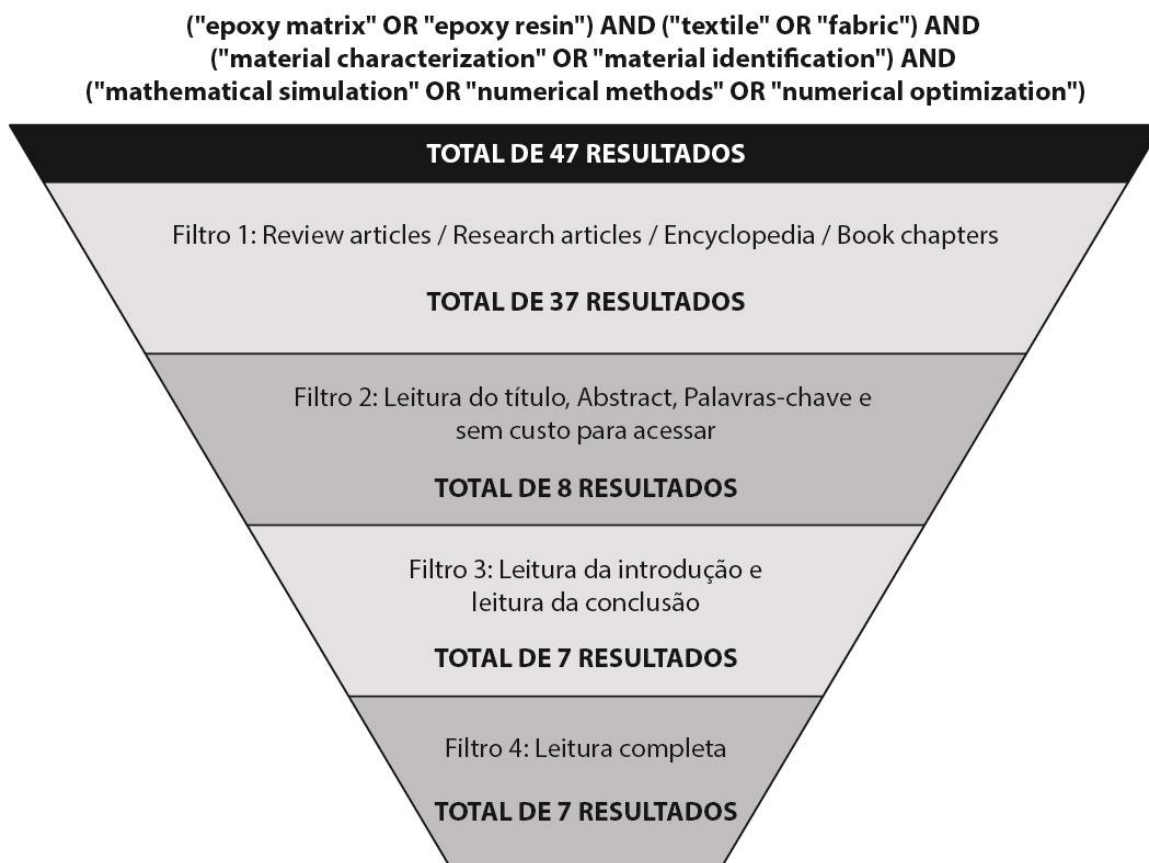 ("epoxy matrix" OR "epoxy resin") AND ("textile" OR "fabric") AND
("material characterization" OR "material identification") AND
("mathematical simulation" OR "numerical methods" OR "numerical optimization")
TOTAL DE 47 RESULTADOS
Filtro 1: Review articles / Research articles / Encyclopedia / Book chapters
TOTAL DE 37 RESULTADOS
Filtro 2: Leitura do título, Abstract, Palavras-chave e
sem custo para acessar
TOTAL DE 8 RESULTADOS
Filtro 3: Leitura da introdução e
leitura da conclusão
TOTAL DE 7 RESULTADOS
Filtro 4: Leitura completa
TOTAL DE 7 RESULTADOS